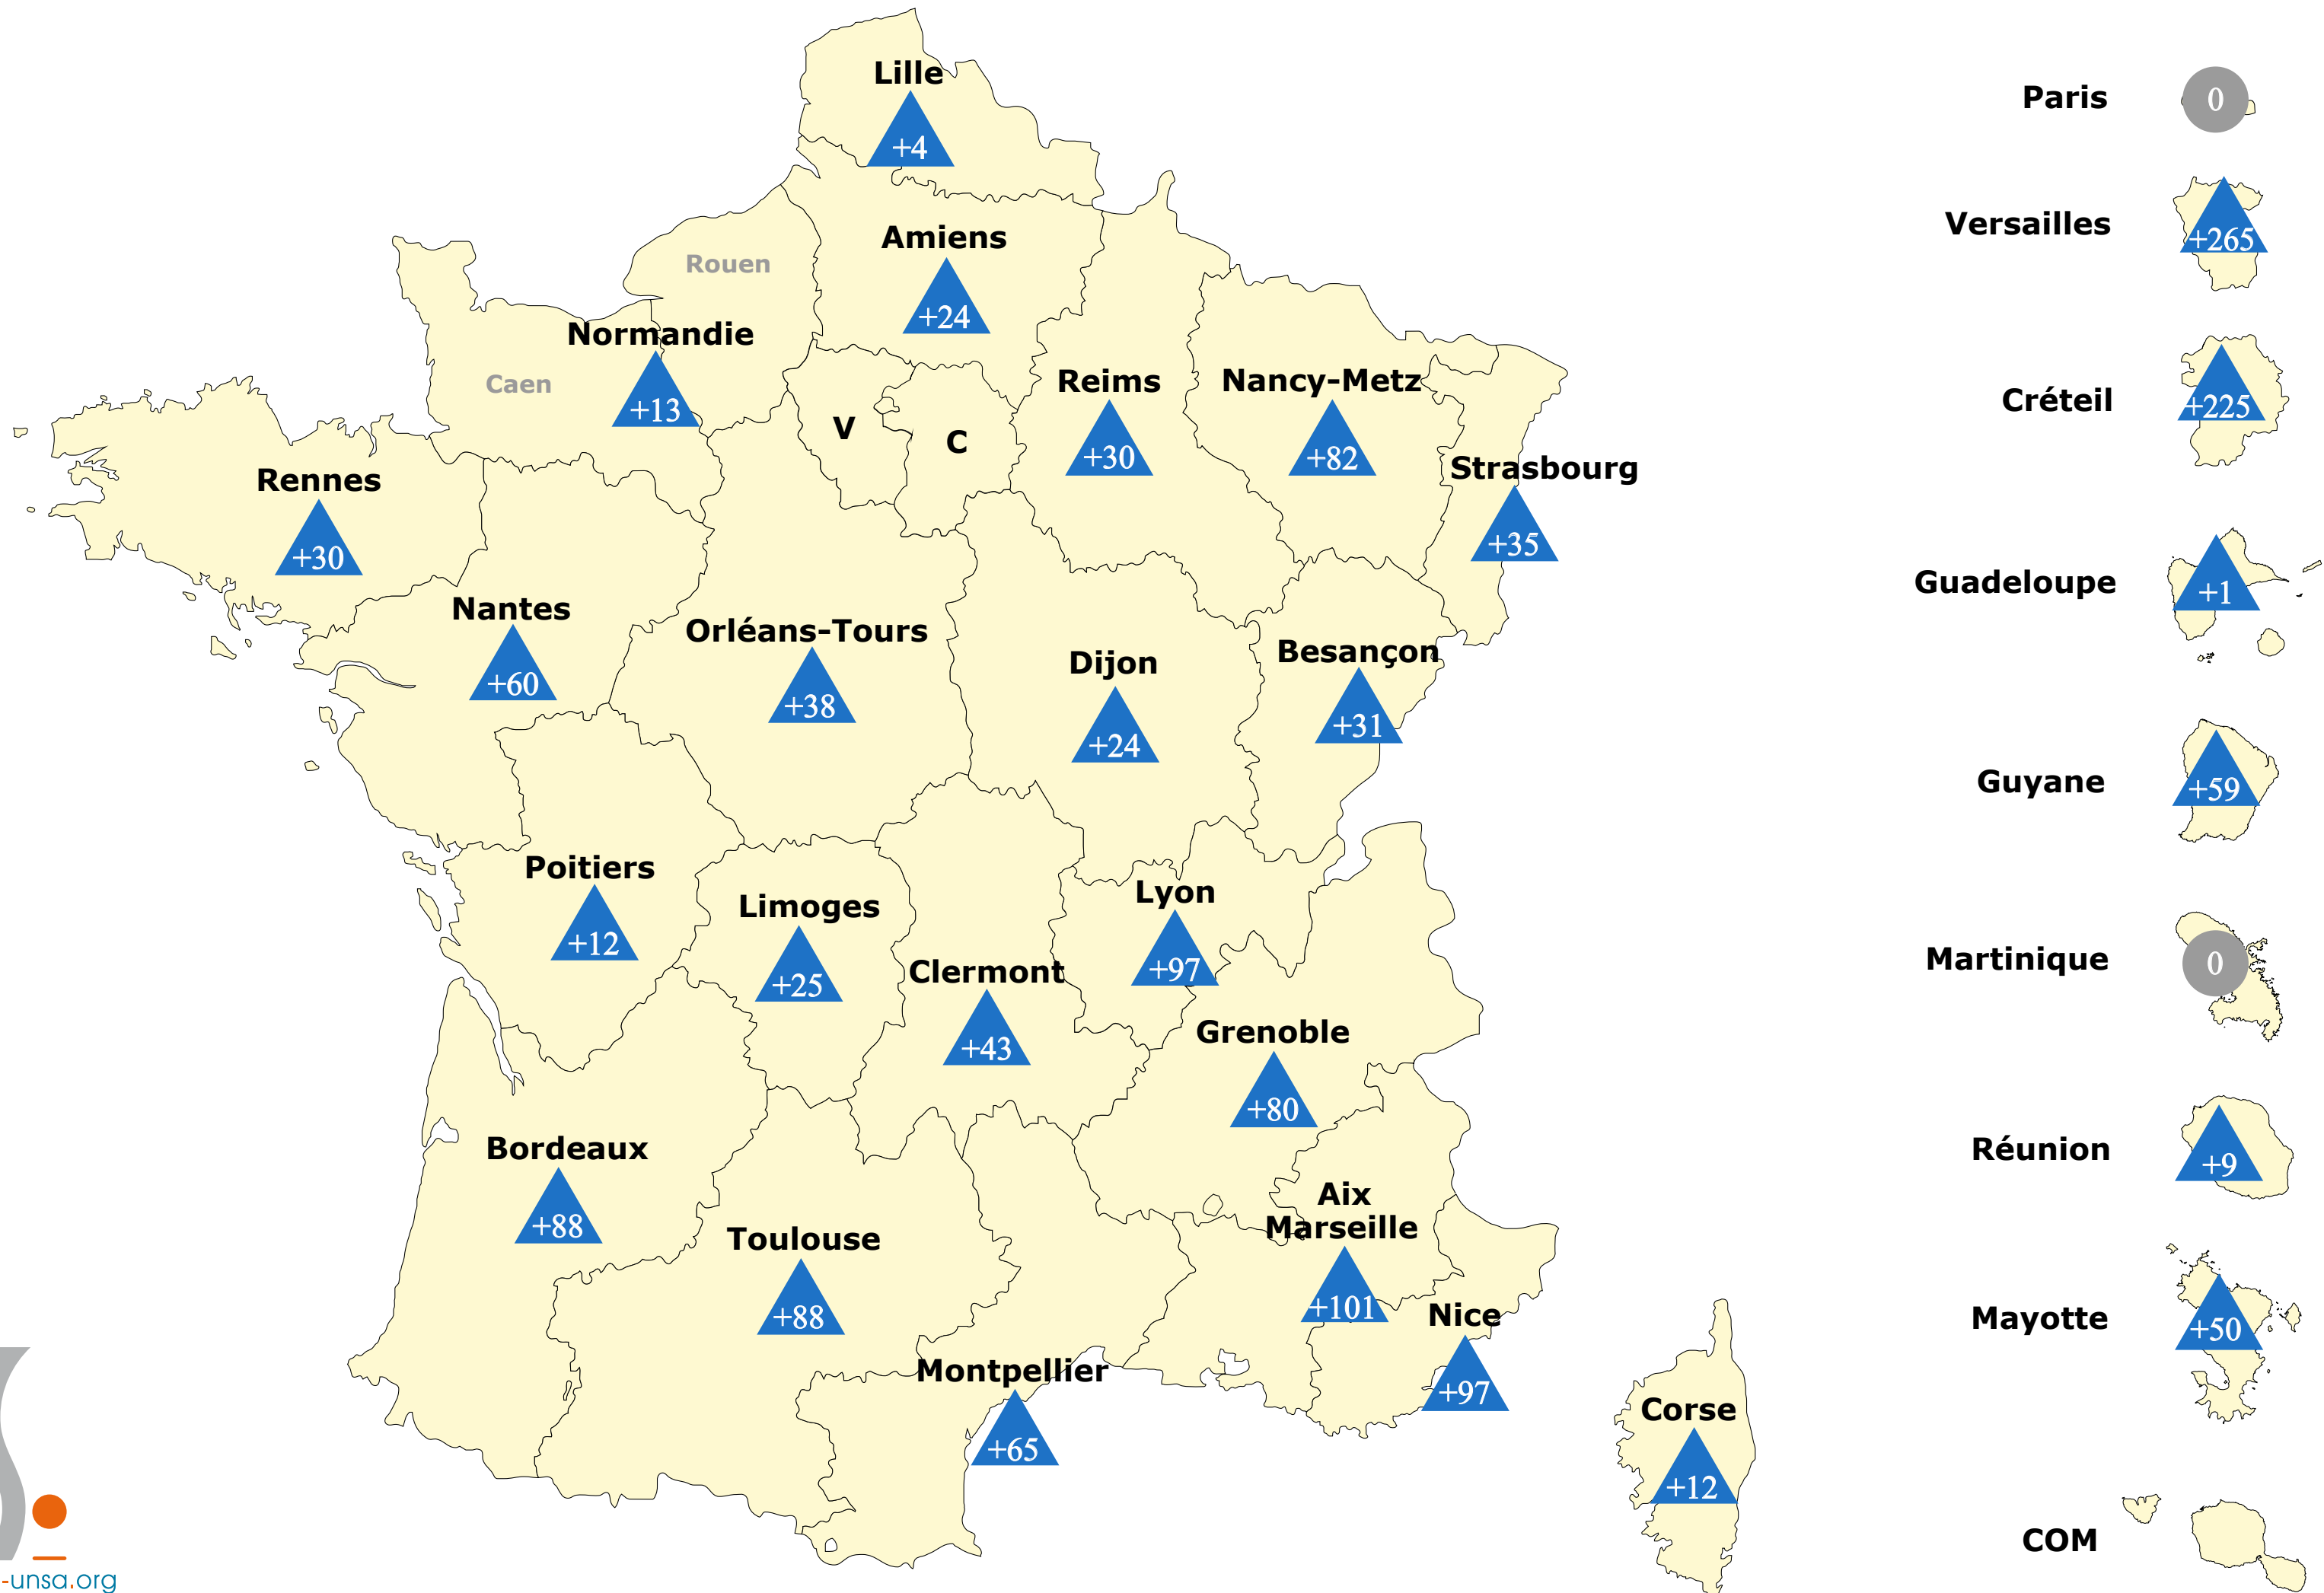 Lille
+4
Amiens
+24
Rouen
Normandie
+13
Caen
V
C
Reims
+30
Nancy-Metz
+82
Strasbourg
+35
Rennes
+30
Nantes
+60
Orléans-Tours
+38
Dijon
+24
Besançon
+31
Poitiers
+12
Limoges
+25
Clermont
+43
Lyon
+97
Grenoble
+80
Bordeaux
+88
Toulouse
+88
Aix
Marseille
+101
Nice
+97
Montpellier
+65
Corse
+12
Paris
0
Versailles
+265
Créteil
+225
Guadeloupe
+1
Guyane
+59
Martinique
0
Réunion
+9
Mayotte
+50
COM
-unsa.org